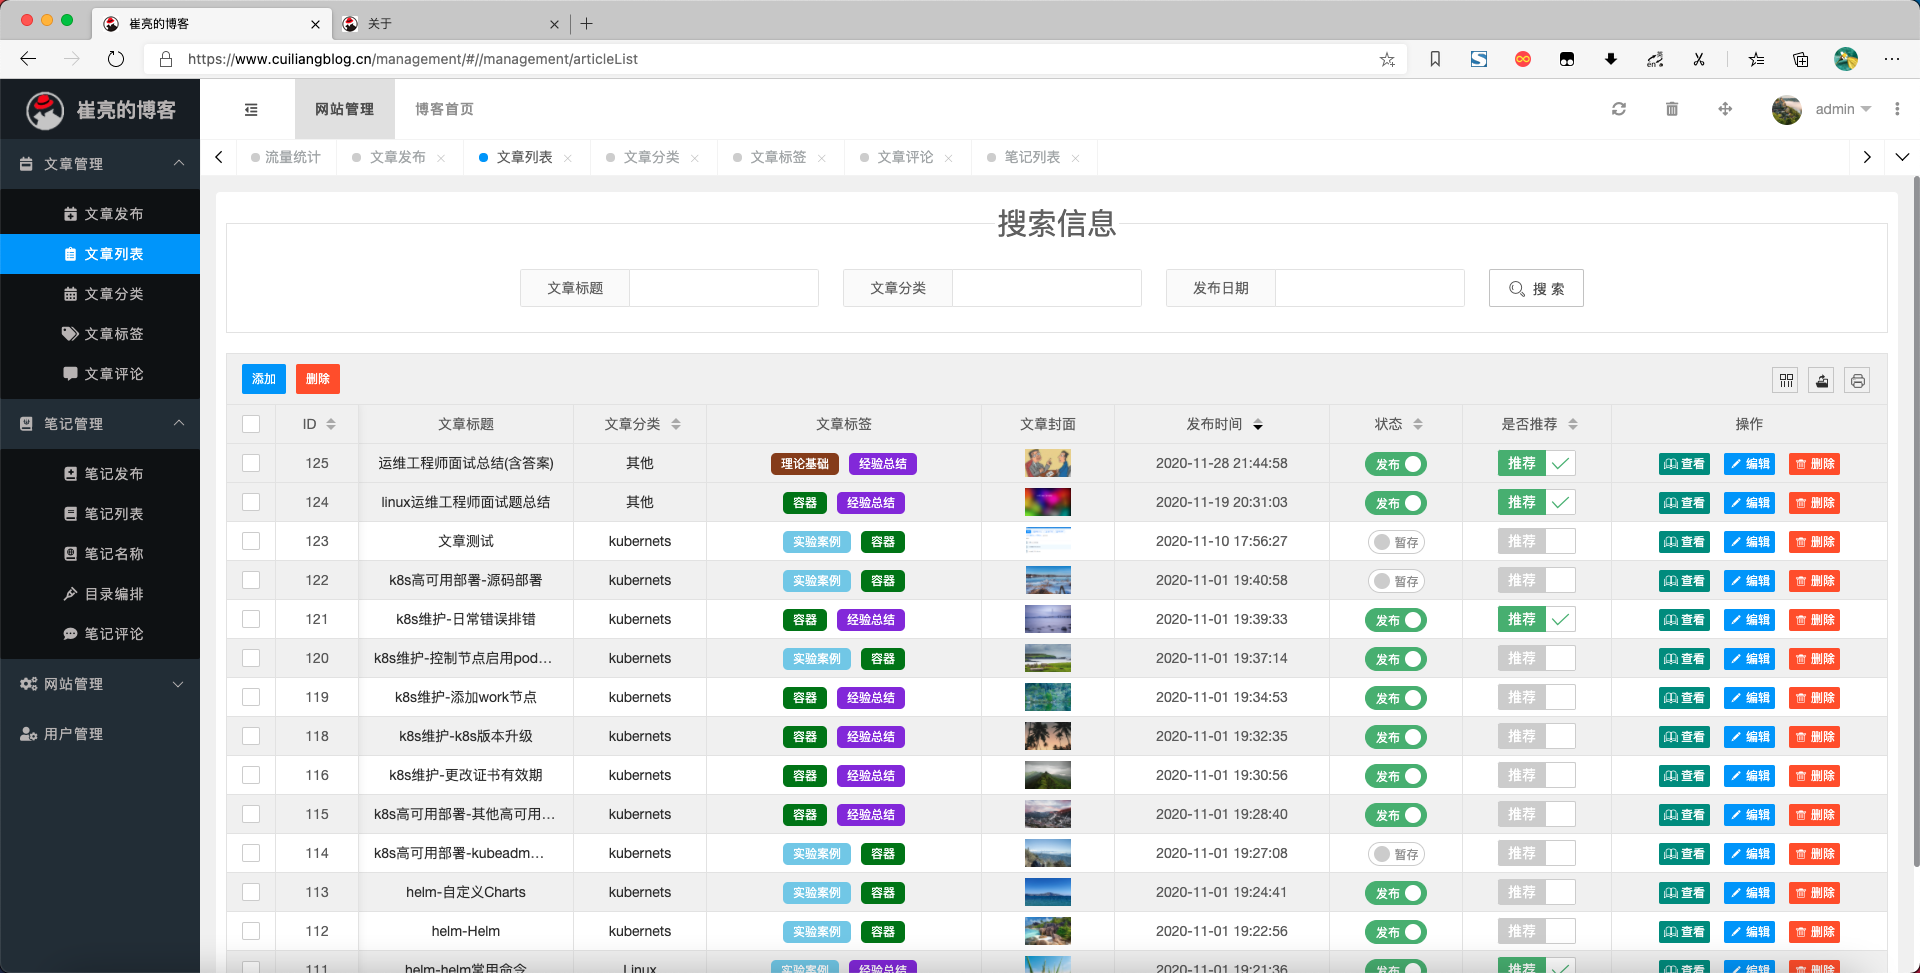 崔亮的博客
关于
https://www.cuiliangblog.cn/management/#//management/articleList
崔亮的博客
网站管理 博客首页
admin
流量统计 文章发布 文章列表 文章分类 文章标签 文章评论 笔记列表
文章管理
文章发布
文章列表
文章分类
文章标签
文章评论
笔记管理
笔记发布
笔记列表
笔记名称
目录编排
笔记评论
网站管理
用户管理
搜索信息
文章标题 文章分类 发布日期 搜 索
添加 删除
ID 文章标题 文章分类 文章标签 文章封面 发布时间 状态 是否推荐 操作
125 运维工程师面试总结(含答案) 其他 理论基础 经验总结 2020-11-28 21:44:58 发布 推荐 查看 编辑 删除
124 linux运维工程师面试题总结 其他 容器 经验总结 2020-11-19 20:31:03 发布 推荐 查看 编辑 删除
123 文章测试 kubernets 实验案例 容器 2020-11-10 17:56:27 暂存 推荐 查看 编辑 删除
122 k8s高可用部署-源码部署 kubernets 实验案例 容器 2020-11-01 19:40:58 暂存 推荐 查看 编辑 删除
121 k8s维护-日常错误排错 kubernets 容器 经验总结 2020-11-01 19:39:33 发布 推荐 查看 编辑 删除
120 k8s维护-控制节点启用pod... kubernets 实验案例 容器 2020-11-01 19:37:14 发布 推荐 查看 编辑 删除
119 k8s维护-添加work节点 kubernets 容器 经验总结 2020-11-01 19:34:53 发布 推荐 查看 编辑 删除
118 k8s维护-k8s版本升级 kubernets 容器 经验总结 2020-11-01 19:32:35 发布 推荐 查看 编辑 删除
116 k8s维护-更改证书有效期 kubernets 容器 经验总结 2020-11-01 19:30:56 发布 推荐 查看 编辑 删除
115 k8s高可用部署-其他高可用... kubernets 容器 经验总结 2020-11-01 19:28:40 发布 推荐 查看 编辑 删除
114 k8s高可用部署-kubeadm... kubernets 实验案例 容器 2020-11-01 19:27:08 暂存 推荐 查看 编辑 删除
113 helm-自定义Charts kubernets 实验案例 容器 2020-11-01 19:24:41 发布 推荐 查看 编辑 删除
112 helm-Helm kubernets 实验案例 容器 2020-11-01 19:22:56 发布 推荐 查看 编辑 删除
111 helm-helm常用命令 Linux 实验案例 经验总结 2020-11-01 19:21:36 发布 推荐 查看 编辑 删除